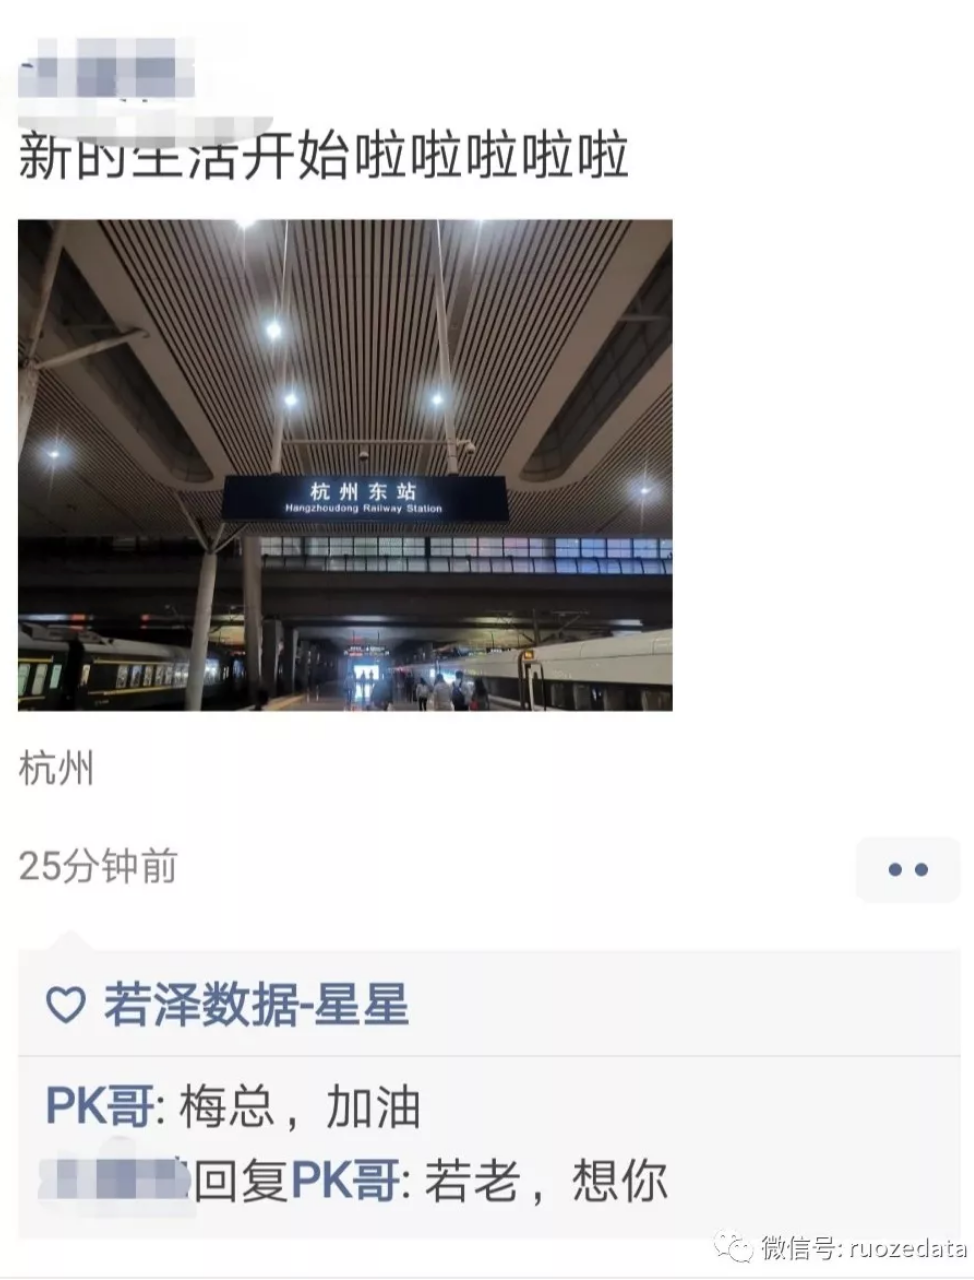 新的生活开始啦啦啦啦啦
杭州东站
Hangzhoudong Railway Station
杭州
25分钟前
若泽数据-星星
PK哥: 梅总，加油
回复PK哥: 若老，想你
微信号: ruozedata